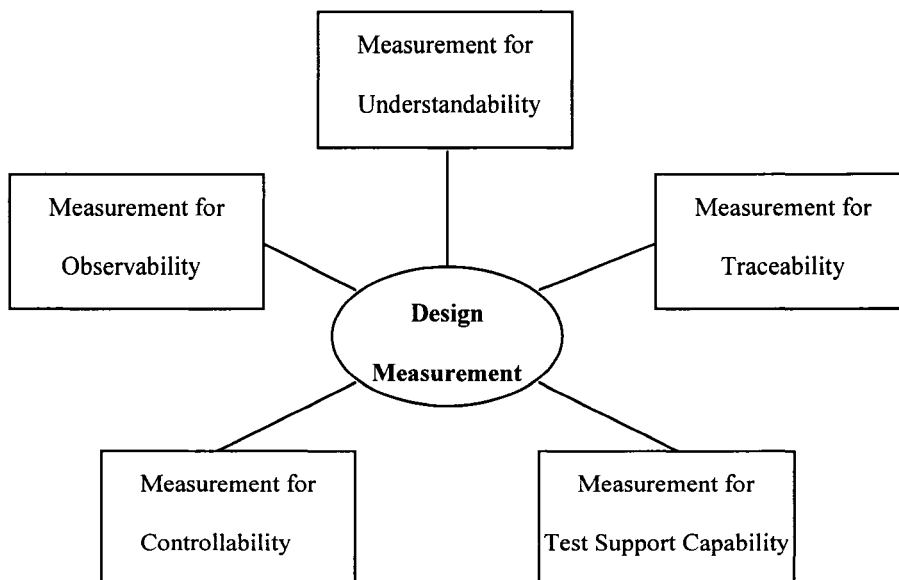 Measurement for
Understandability
Measurement for
Observability
Measurement for
Traceability
Design
Measurement
Measurement for
Controllability
Measurement for
Test Support Capability